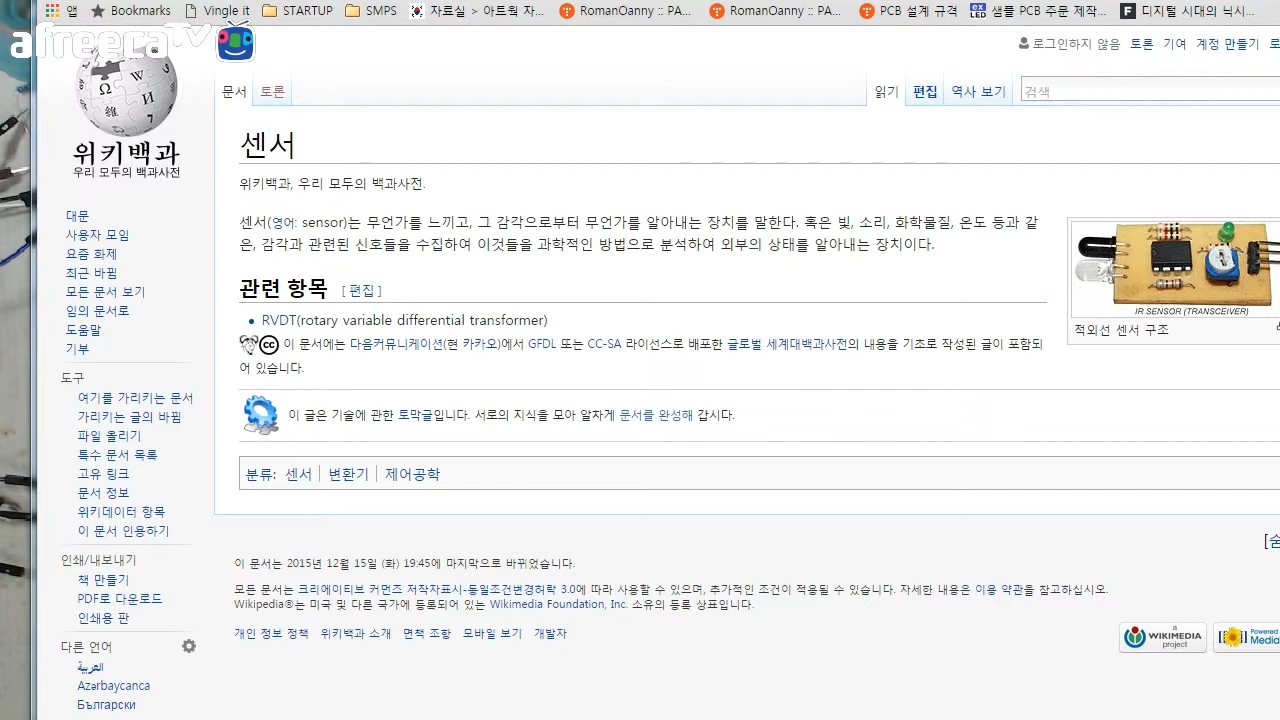 앱 Bookmarks Vingle it STARTUP SMPS 자료실 > 아트웍 자... RomanOanny :: PA... RomanOanny :: PA... PCB 설계 규격 샘플 PCB 주문 제작... 디지털 시대의 닉시...
afreecaTV
로그인하지 않음 토론 기여 계정 만들기 로
문서 토론 읽기 편집 역사 보기 검색
위키백과
우리 모두의 백과사전
대문
사용자 모임
요즘 화제
최근 바뀜
모든 문서 보기
임의 문서로
도움말
기부
도구
여기를 가리키는 문서
가리키는 글의 바뀜
파일 올리기
특수 문서 목록
고유 링크
문서 정보
위키데이터 항목
이 문서 인용하기
인쇄/내보내기
책 만들기
PDF로 다운로드
인쇄용 판
다른 언어
العربية
Azərbaycanca
Български
센서
위키백과, 우리 모두의 백과사전.
센서(영어: sensor)는 무언가를 느끼고, 그 감각으로부터 무언가를 알아내는 장치를 말한다. 혹은 빛, 소리, 화학물질, 온도 등과 같
은, 감각과 관련된 신호들을 수집하여 이것들을 과학적인 방법으로 분석하여 외부의 상태를 알아내는 장치이다.
IR SENSOR (TRANSCEIVER)
적외선 센서 구조
관련 항목 [ 편집 ]
• RVDT(rotary variable differential transformer)
이 문서에는 다음커뮤니케이션(현 카카오)에서 GFDL 또는 CC-SA 라이선스로 배포한 글로벌 세계대백과사전의 내용을 기초로 작성된 글이 포함되
어 있습니다.
이 글은 기술에 관한 토막글입니다. 서로의 지식을 모아 알차게 문서를 완성해 갑시다.
분류: 센서 | 변환기 | 제어공학
[숨
이 문서는 2015년 12월 15일 (화) 19:45에 마지막으로 바뀌었습니다.
모든 문서는 크리에이티브 커먼즈 저작자표시-동일조건변경허락 3.0에 따라 사용할 수 있으며, 추가적인 조건이 적용될 수 있습니다. 자세한 내용은 이용 약관을 참고하십시오.
Wikipedia®는 미국 및 다른 국가에 등록되어 있는 Wikimedia Foundation, Inc. 소유의 등록 상표입니다.
개인 정보 정책 위키백과 소개 면책 조항 모바일 보기 개발자
A WIKIMEDIA project
Powered Media